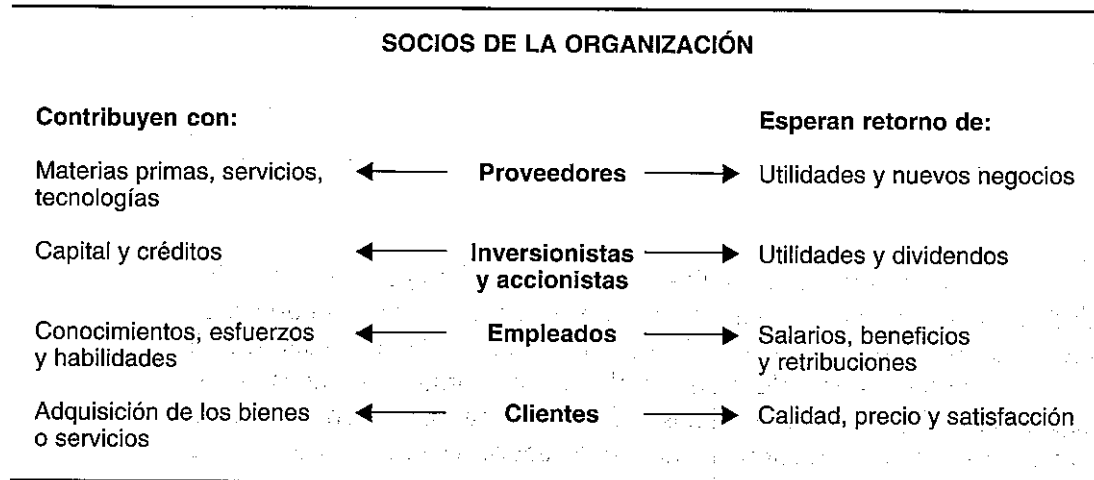 SOCIOS DE LA ORGANIZACIÓN
Contribuyen con:
Esperan retorno de:
Materias primas, servicios,
tecnologías
Proveedores
Utilidades y nuevos negocios
Capital y créditos
Inversionistas
y accionistas
Utilidades y dividendos
Conocimientos, esfuerzos
y habilidades
Empleados
Salarios, beneficios
y retribuciones
Adquisición de los bienes
o servicios
Clientes
Calidad, precio y satisfacción